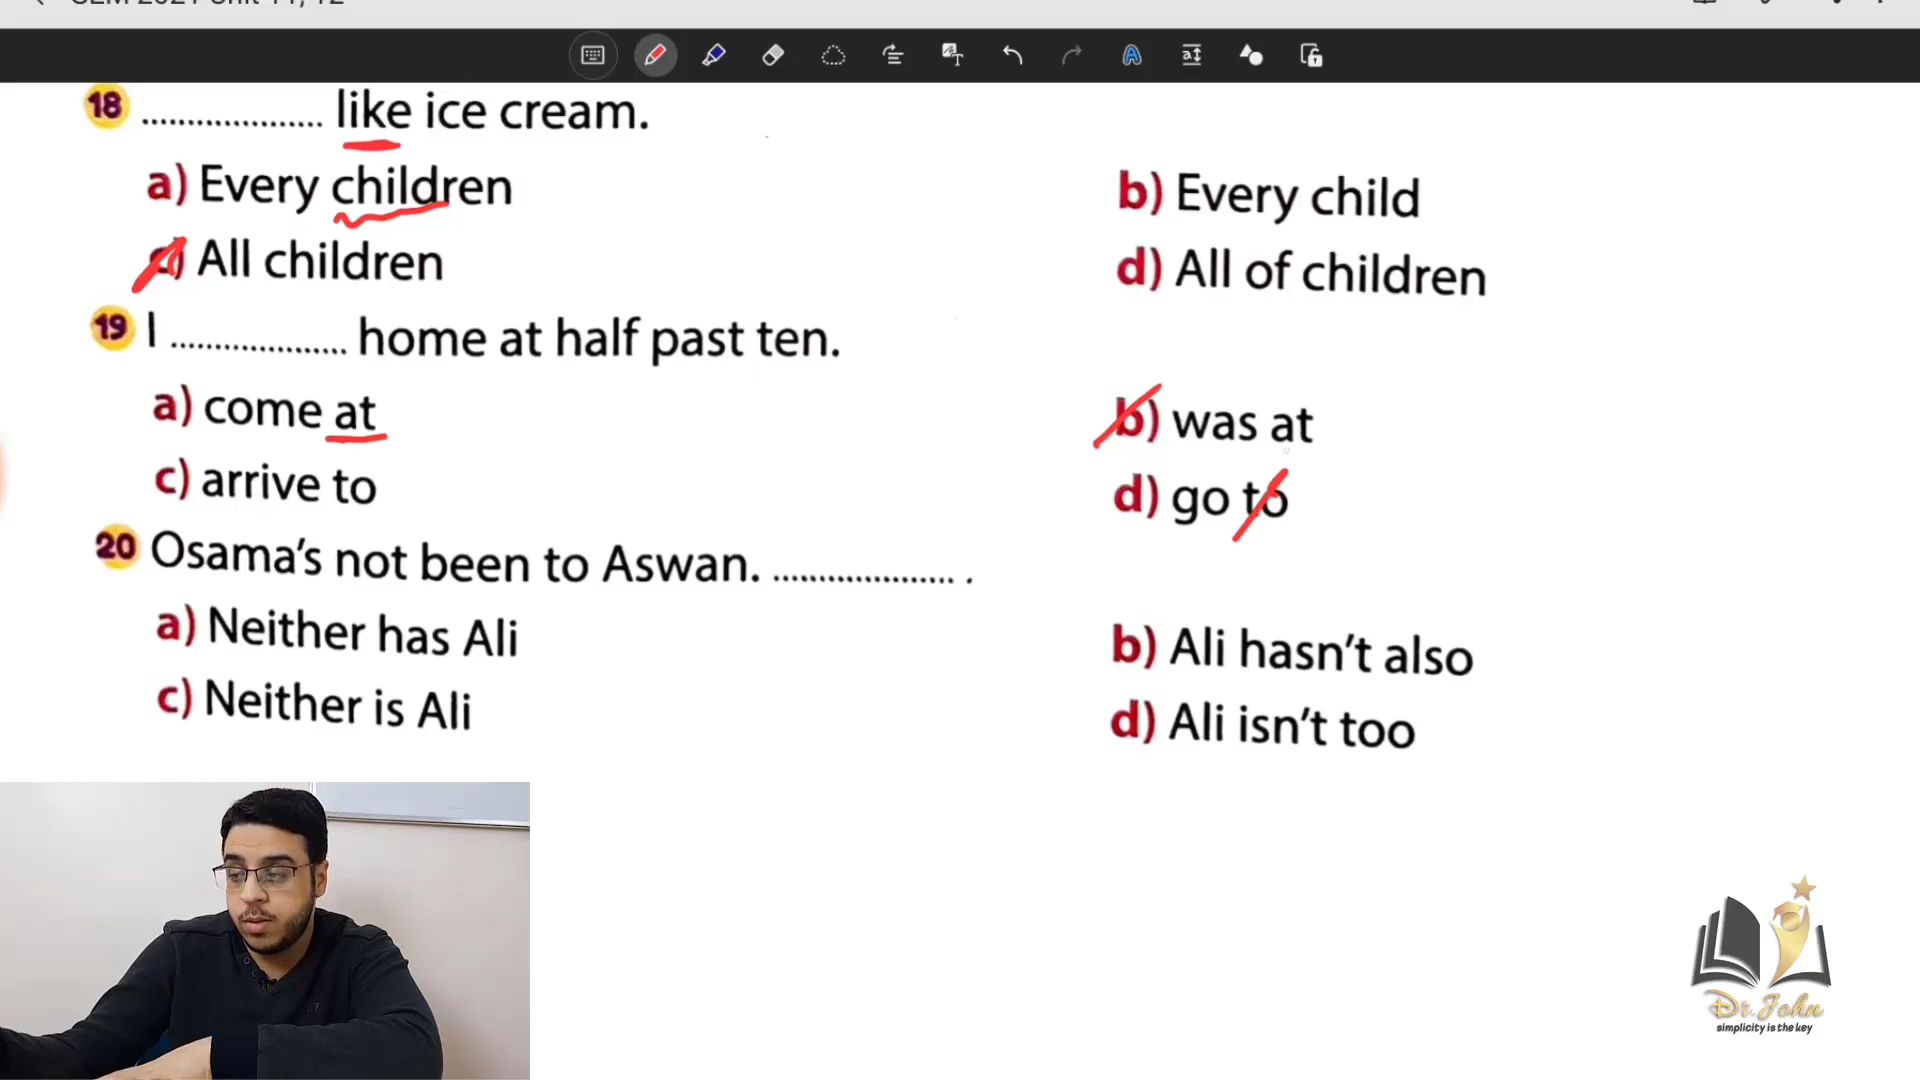 18 .................... like ice cream.
a) Every children
b) Every child
c) All children
d) All of children
19 I ................... home at half past ten.
a) come at
b) was at
c) arrive to
d) go to
20 Osama's not been to Aswan. .................... .
a) Neither has Ali
b) Ali hasn't also
c) Neither is Ali
d) Ali isn't too
Dr. John
simplicity is the key